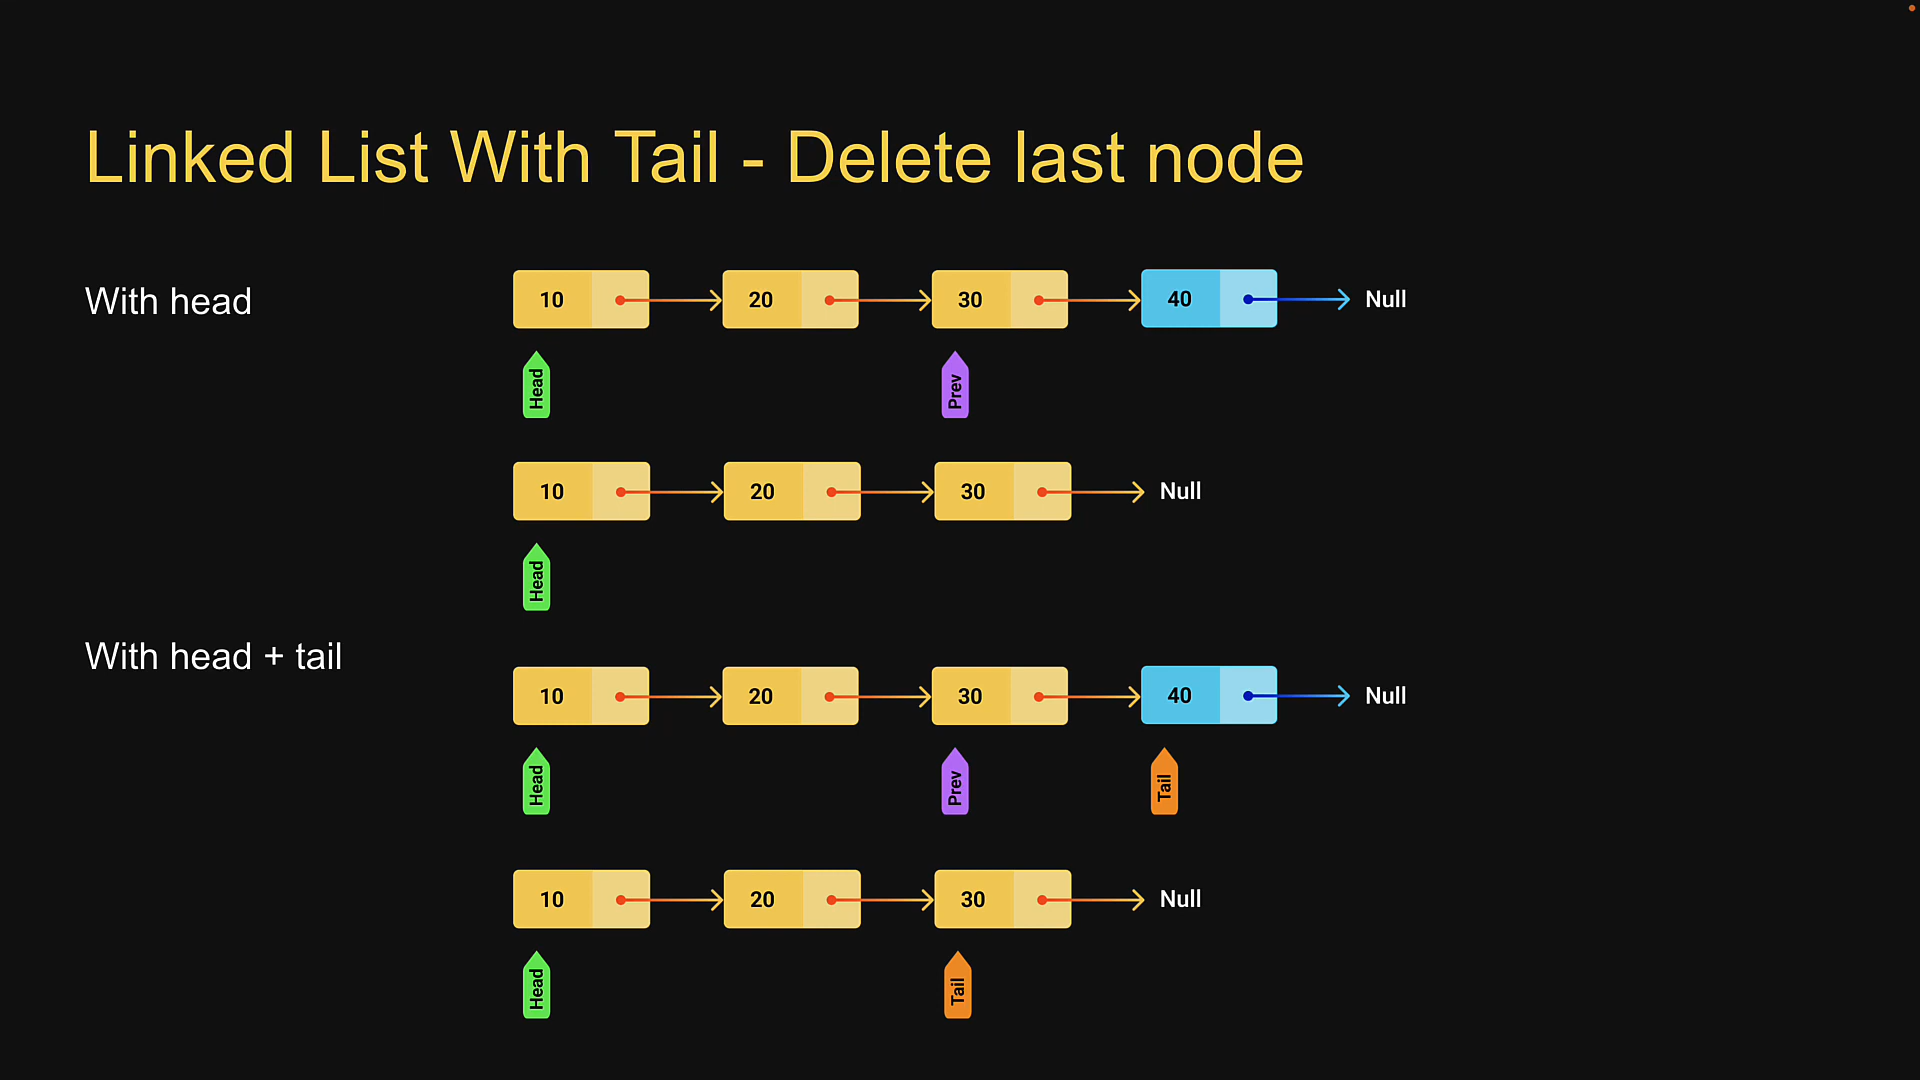 Linked List With Tail - Delete last node
With head
10 20 30 40 Null
Head Prev
10 20 30 Null
Head
With head + tail
10 20 30 40 Null
Head Prev Tail
10 20 30 Null
Head Tail